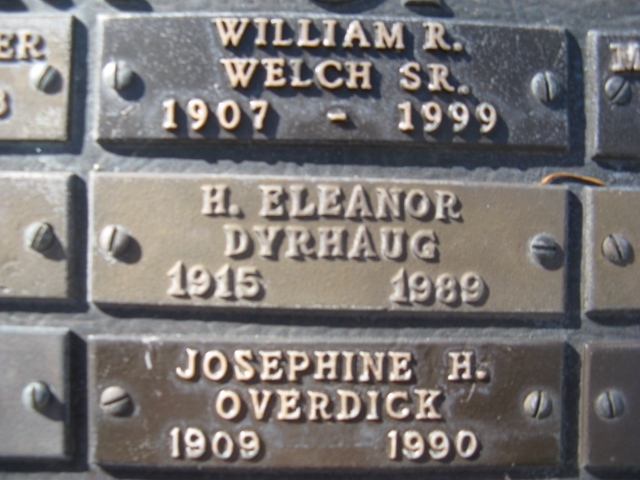 WILLIAM R.
WELCH SR.
1907 - 1999
H. ELEANOR
DYRHAUG
1915 1989
JOSEPHINE H.
OVERDICK
1909 1990